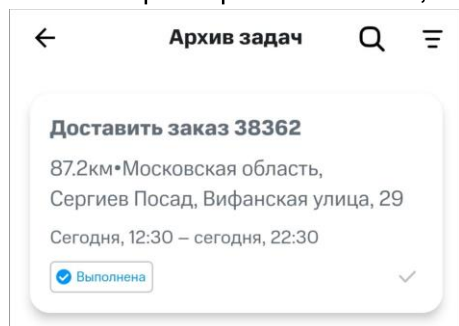 Архив задач
Доставить заказ 38362
87.2км•Московская область,
Сергиев Посад, Вифанская улица, 29
Сегодня, 12:30 – сегодня, 22:30
Выполнена